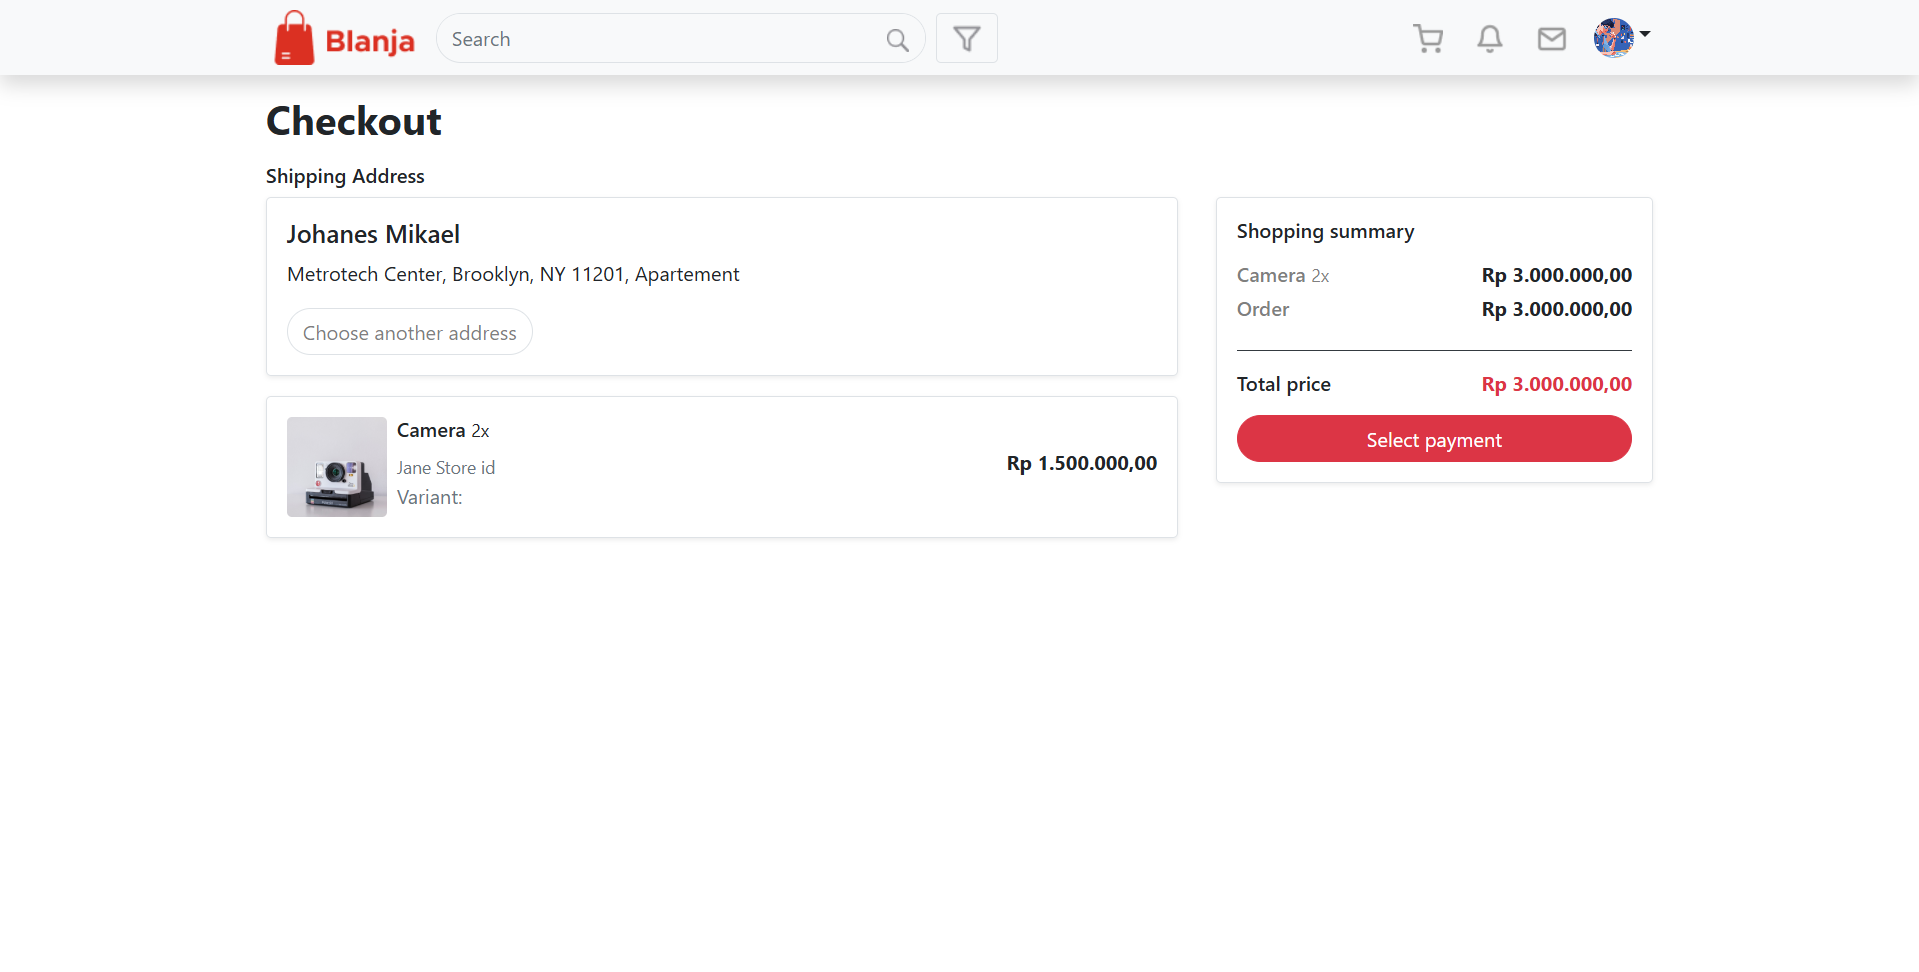 Blanja
Search
Checkout
Shipping Address
Johanes Mikael
Metrotech Center, Brooklyn, NY 11201, Apartement
Choose another address
Camera 2x
Jane Store id
Variant:
Rp 1.500.000,00
Shopping summary
Camera 2x Rp 3.000.000,00
Order Rp 3.000.000,00
Total price Rp 3.000.000,00
Select payment